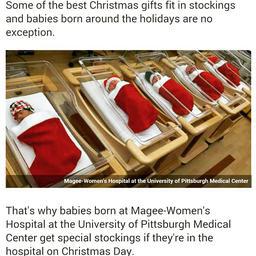 Some of the best Christmas gifts fit in stockings
and babies born around the holidays are no
exception.
Magee-Women's Hospital at the University of Pittsburgh Medical Center
That's why babies born at Magee-Women's
Hospital at the University of Pittsburgh Medical
Center get special stockings if they're in the
hospital on Christmas Day.